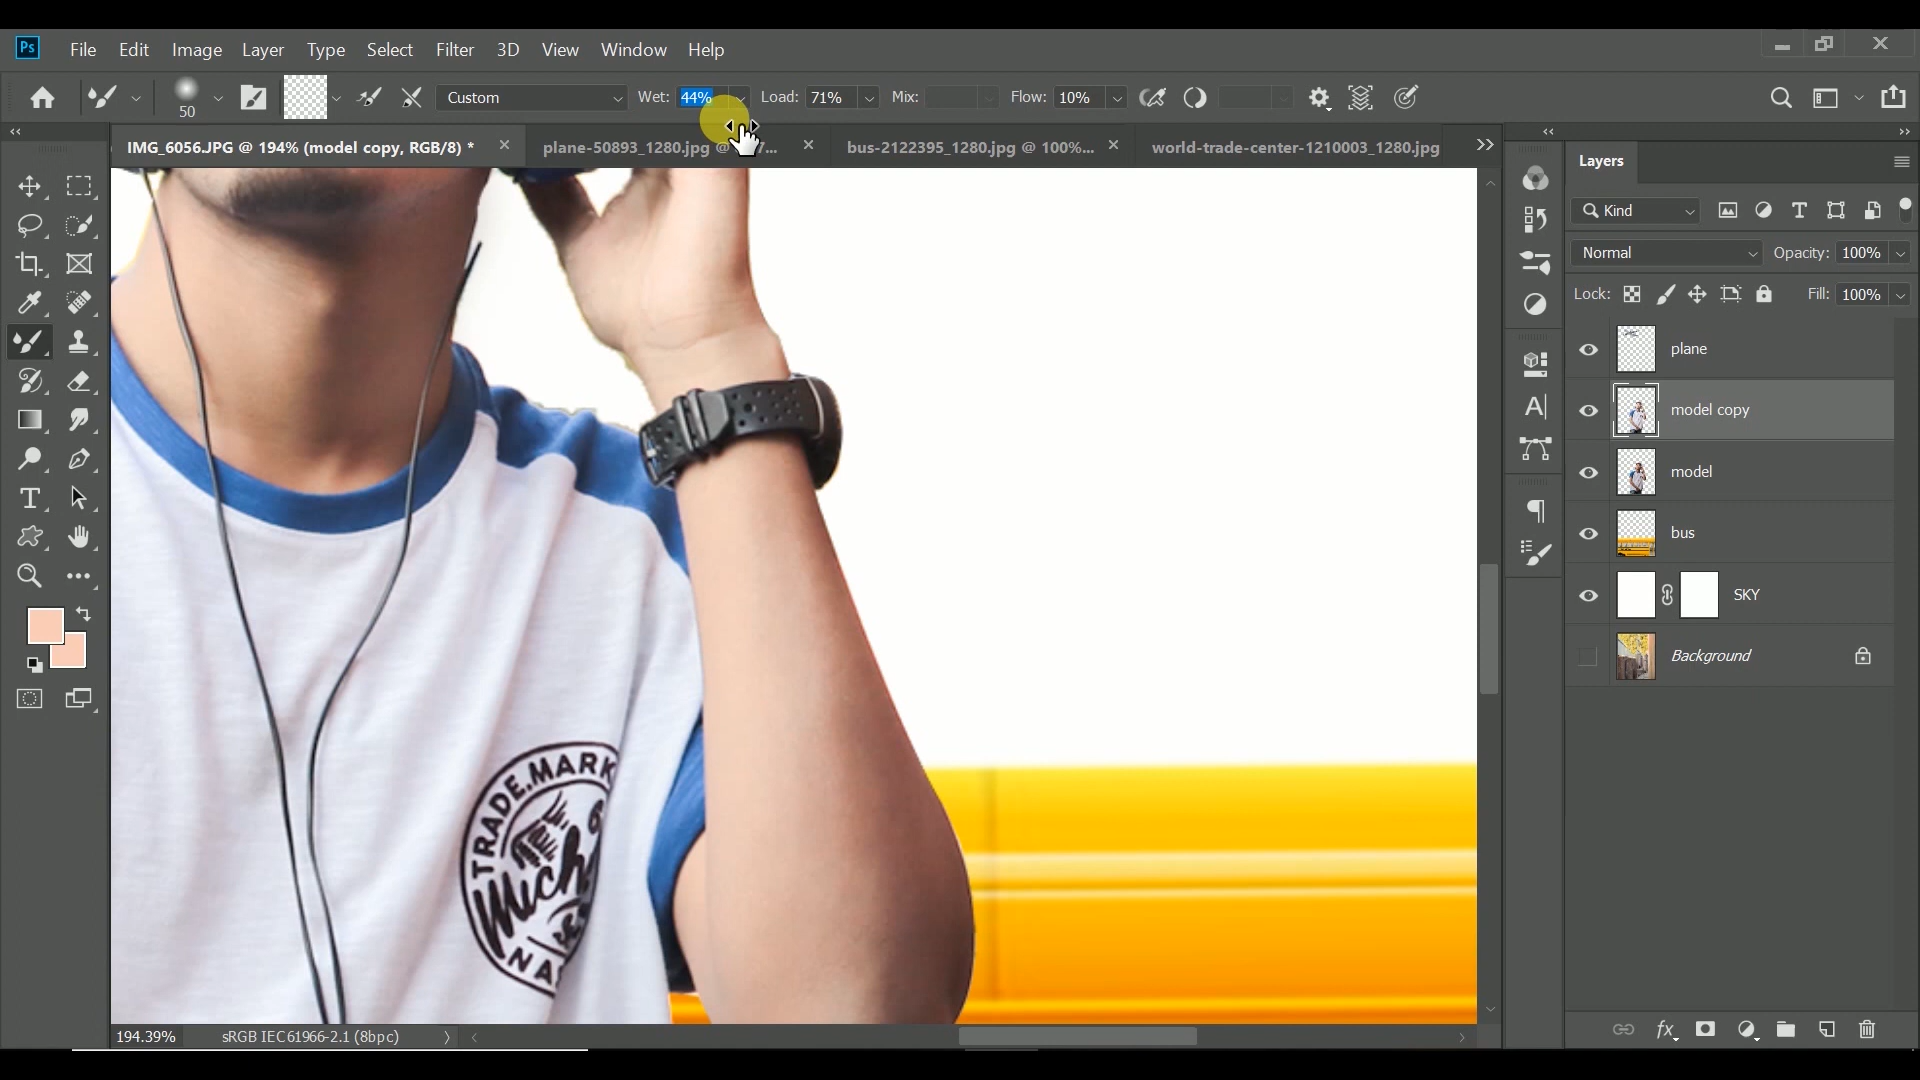 Ps File Edit Image Layer Type Select Filter 3D View Window Help
50 Custom Wet: 44% Load: 71% Mix: Flow: 10%
IMG_6056.JPG @ 194% (model copy, RGB/8) * plane-50893_1280.jpg @ 7... bus-2122395_1280.jpg @ 100%... world-trade-center-1210003_1280.jpg
Layers
Kind
Normal Opacity: 100%
Lock: Fill: 100%
plane
model copy
model
bus
SKY
Background
TRADE.MARK
Mich
NA
194.39% sRGB IEC61966-2.1 (8bpc)